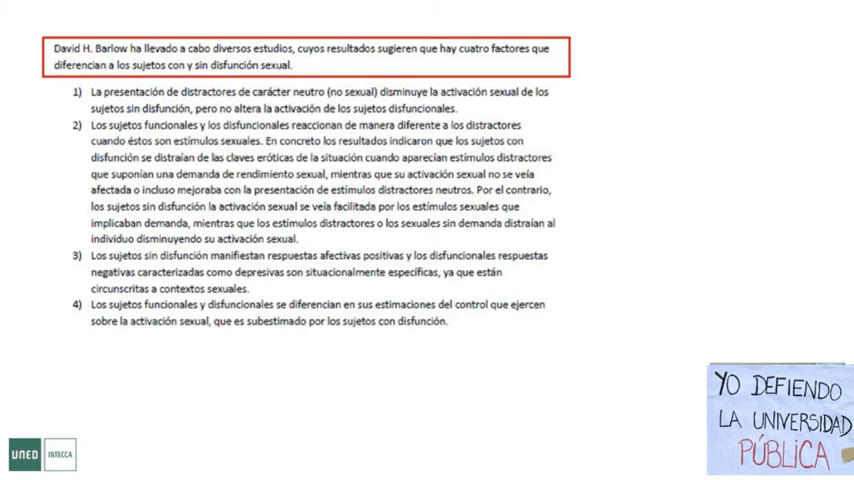 David H. Barlow ha llevado a cabo diversos estudios, cuyos resultados sugieren que hay cuatro factores que
diferencian a los sujetos con y sin disfunción sexual.
1) La presentación de distractores de carácter neutro (no sexual) disminuye la activación sexual de los
sujetos sin disfunción, pero no altera la activación de los sujetos disfuncionales.
2) Los sujetos funcionales y los disfuncionales reaccionan de manera diferente a los distractores
cuando éstos son estímulos sexuales. En concreto los resultados indicaron que los sujetos con
disfunción se distraían de las claves eróticas de la situación cuando aparecían estímulos distractores
que suponían una demanda de rendimiento sexual, mientras que su activación sexual no se veía
afectada o incluso mejoraba con la presentación de estímulos distractores neutros. Por el contrario,
los sujetos sin disfunción la activación sexual se veía facilitada por los estímulos sexuales que
implicaban demanda, mientras que los estímulos distractores o los sexuales sin demanda distraían al
individuo disminuyendo su activación sexual.
3) Los sujetos sin disfunción manifiestan respuestas afectivas positivas y los disfuncionales respuestas
negativas caracterizadas como depresivas son situacionalmente específicas, ya que están
circunscritas a contextos sexuales.
4) Los sujetos funcionales y disfuncionales se diferencian en sus estimaciones del control que ejercen
sobre la activación sexual, que es subestimado por los sujetos con disfunción.
YO DEFIENDO
LA UNIVERSIDAD
PÚBLICA
UNED INTECCA